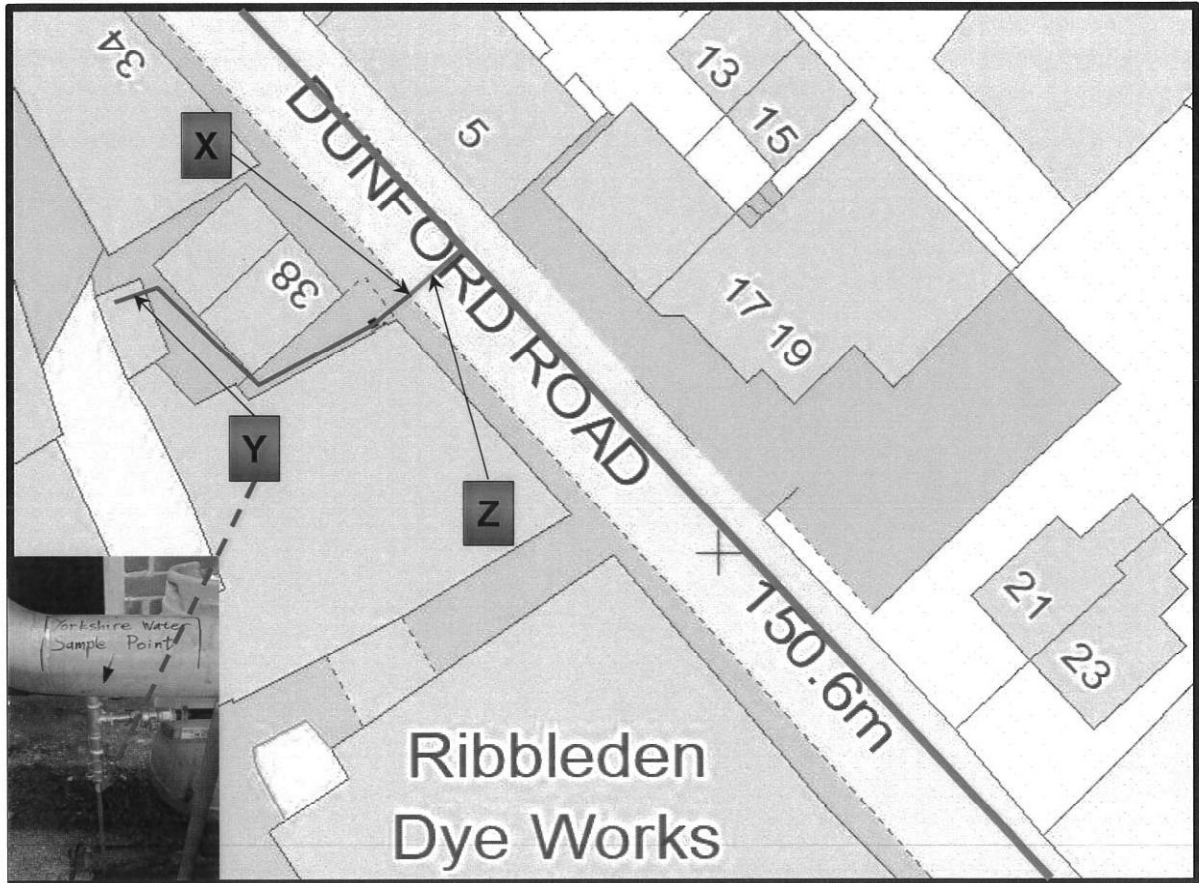 34
X
DUNFORD ROAD
5
13
15
38
17 19
Y
Z
150.6m
21
23
Yorkshire Water
Sample Point
Ribbleden
Dye Works